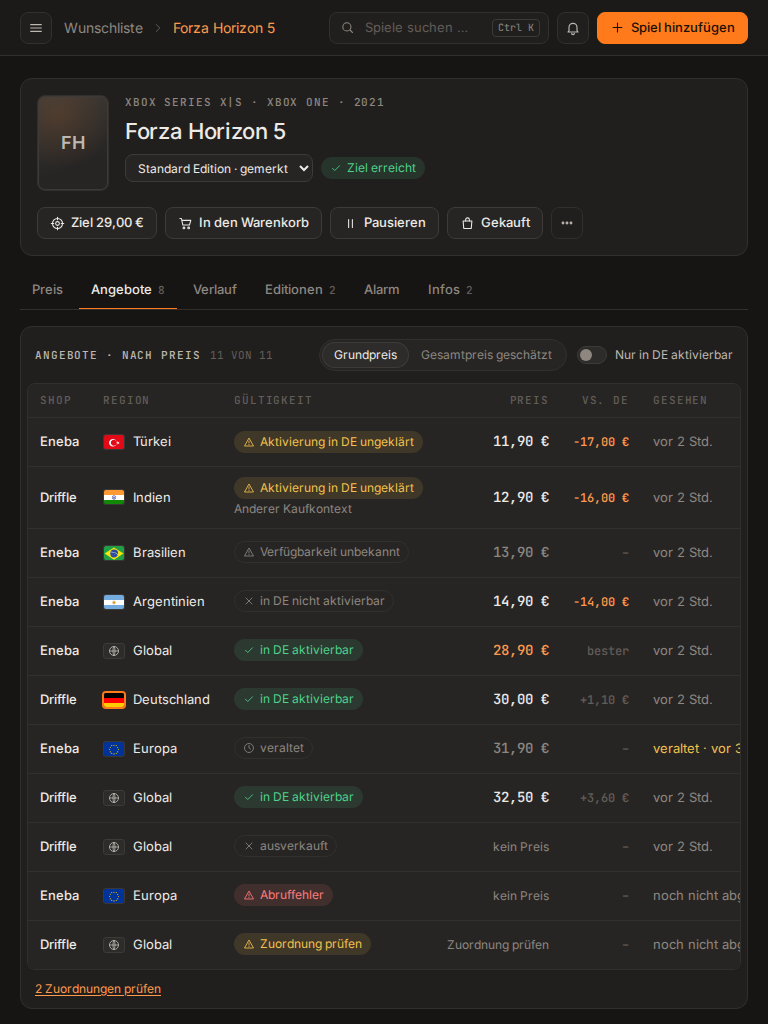 Wunschliste > Forza Horizon 5
Spiele suchen ... Ctrl K
+ Spiel hinzufügen
FH
XBOX SERIES X|S · XBOX ONE · 2021
Forza Horizon 5
Standard Edition · gemerkt
Ziel erreicht
Ziel 29,00 € In den Warenkorb Pausieren Gekauft
Preis Angebote 8 Verlauf Editionen 2 Alarm Infos 2
ANGEBOTE · NACH PREIS 11 VON 11 Grundpreis Gesamtpreis geschätzt Nur in DE aktivierbar
SHOP REGION GÜLTIGKEIT PREIS VS. DE GESEHEN
Eneba Türkei Aktivierung in DE ungeklärt 11,90 € -17,00 € vor 2 Std.
Driffle Indien Aktivierung in DE ungeklärt 12,90 € -16,00 € vor 2 Std.
Anderer Kaufkontext
Eneba Brasilien Verfügbarkeit unbekannt 13,90 € – vor 2 Std.
Eneba Argentinien in DE nicht aktivierbar 14,90 € -14,00 € vor 2 Std.
Eneba Global in DE aktivierbar 28,90 € bester vor 2 Std.
Driffle Deutschland in DE aktivierbar 30,00 € +1,10 € vor 2 Std.
Eneba Europa veraltet 31,90 € – veraltet · vor 3
Driffle Global in DE aktivierbar 32,50 € +3,60 € vor 2 Std.
Driffle Global ausverkauft kein Preis – vor 2 Std.
Eneba Europa Abruffehler kein Preis – noch nicht abg
Driffle Global Zuordnung prüfen Zuordnung prüfen – noch nicht abg
2 Zuordnungen prüfen